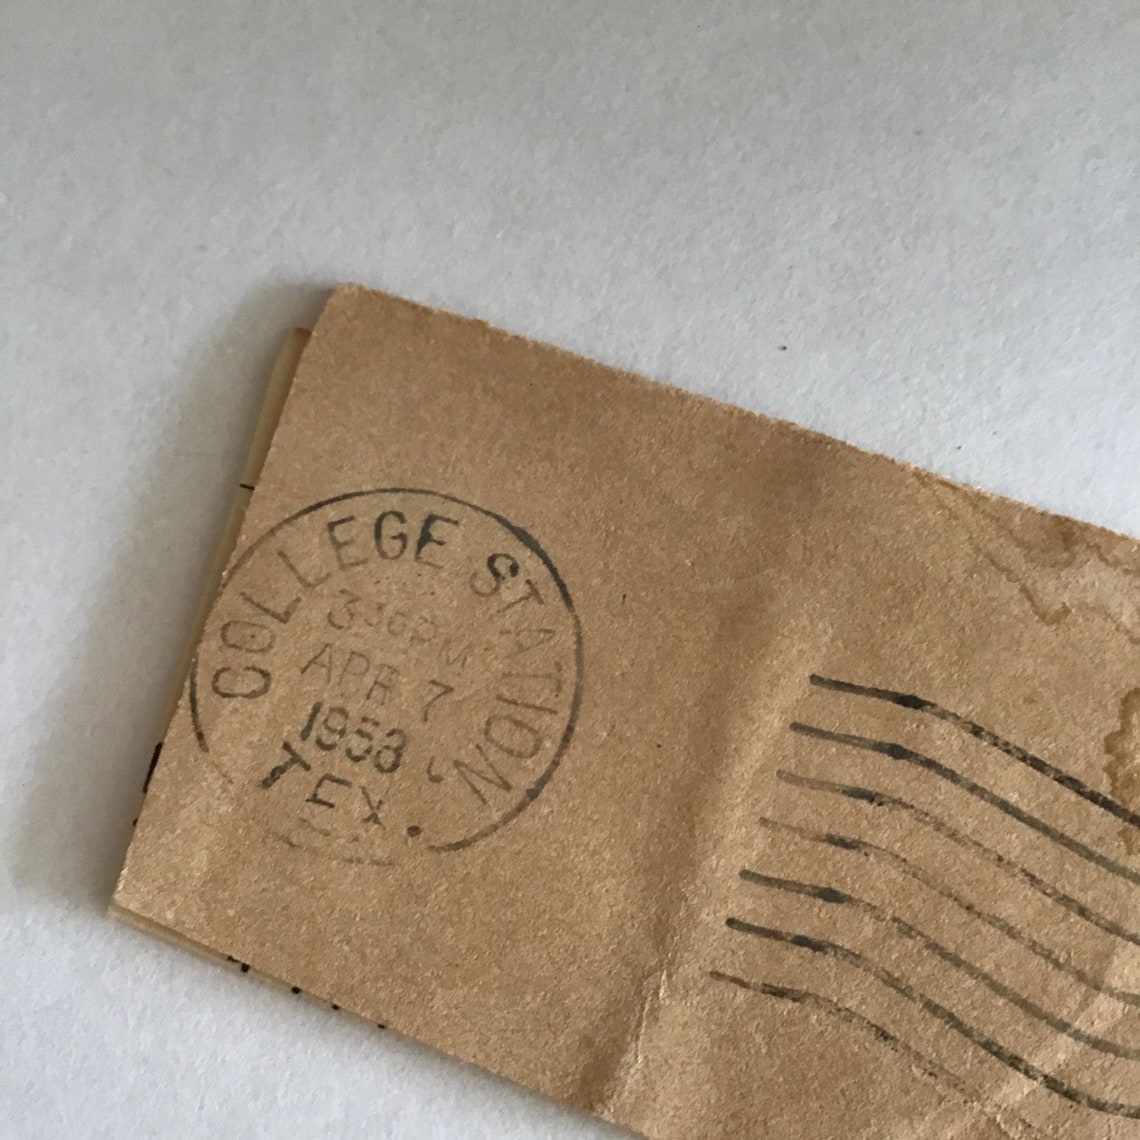 COLLEGE STATION
APR 7
1958
TEX.